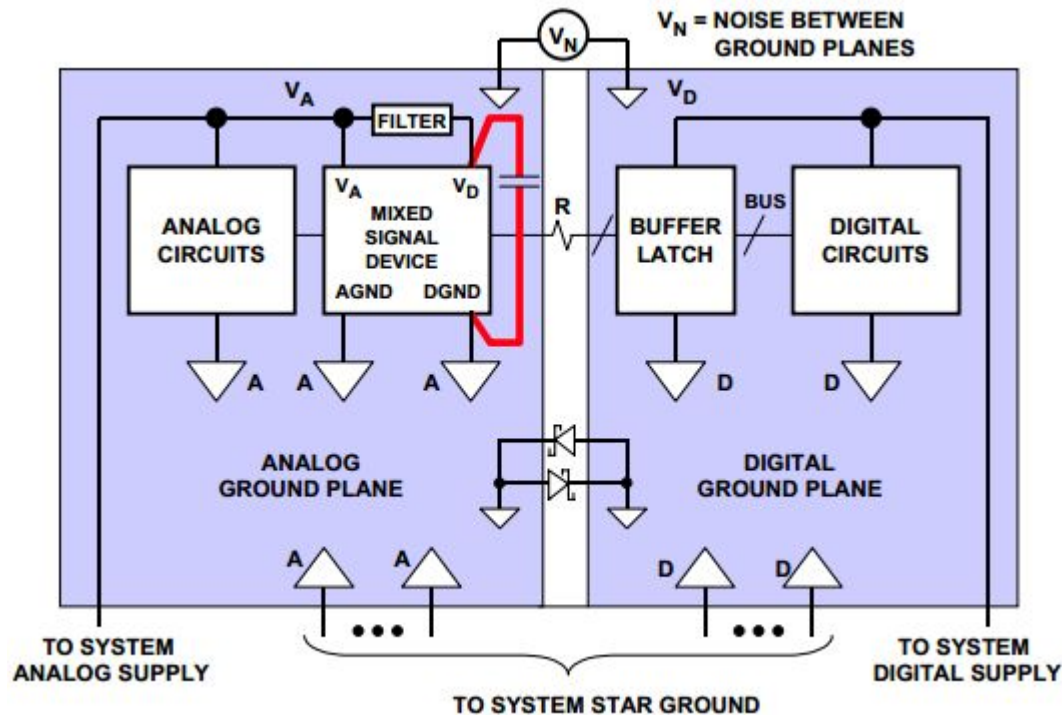 V_N = NOISE BETWEEN
GROUND PLANES
V_N
V_A
FILTER
V_D
V_A
V_D
MIXED
SIGNAL
DEVICE
AGND
DGND
ANALOG
CIRCUITS
R
BUFFER
LATCH
BUS
DIGITAL
CIRCUITS
A
A
A
D
D
ANALOG
GROUND PLANE
DIGITAL
GROUND PLANE
A
A
D
D
TO SYSTEM
ANALOG SUPPLY
TO SYSTEM
DIGITAL SUPPLY
TO SYSTEM STAR GROUND